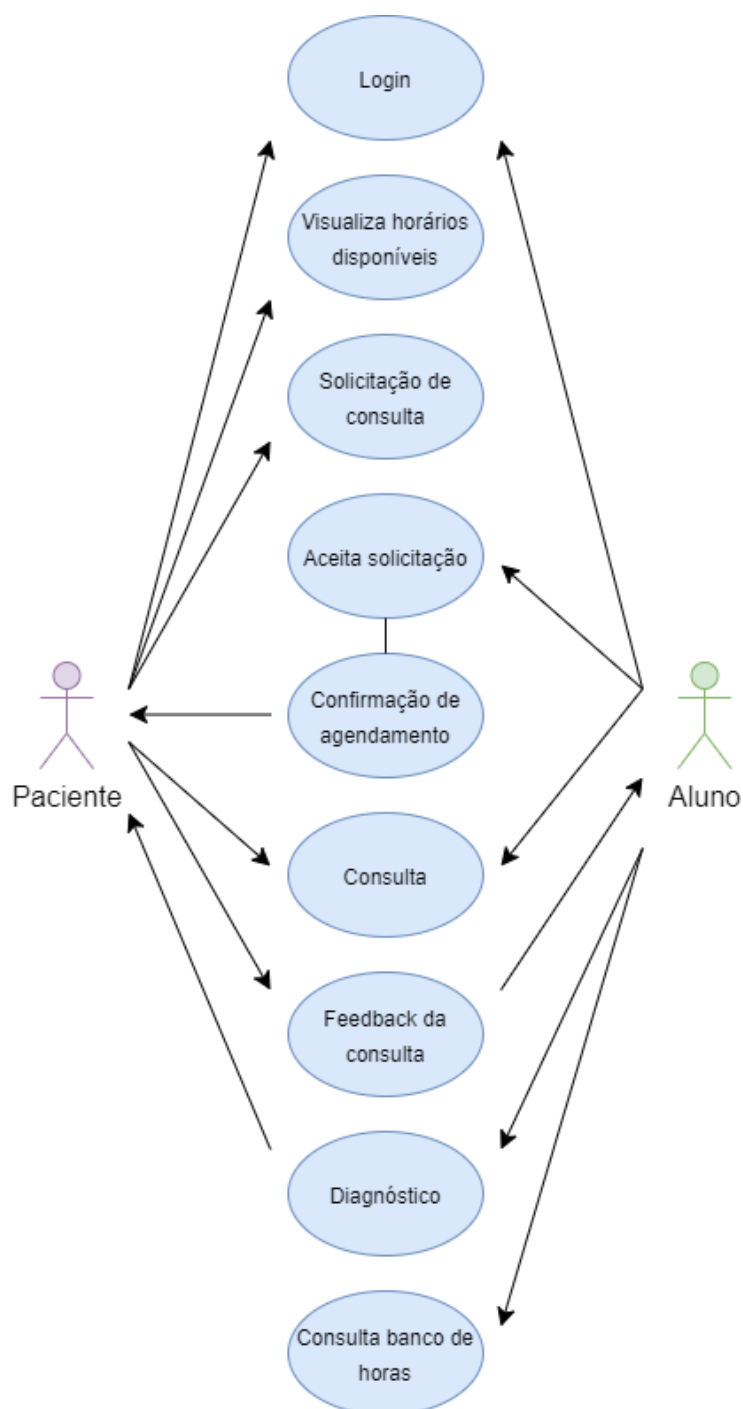 Login
Visualiza horários
disponíveis
Solicitação de
consulta
Aceita solicitação
Confirmação de
agendamento
Paciente
Aluno
Consulta
Feedback da
consulta
Diagnóstico
Consulta banco de
horas